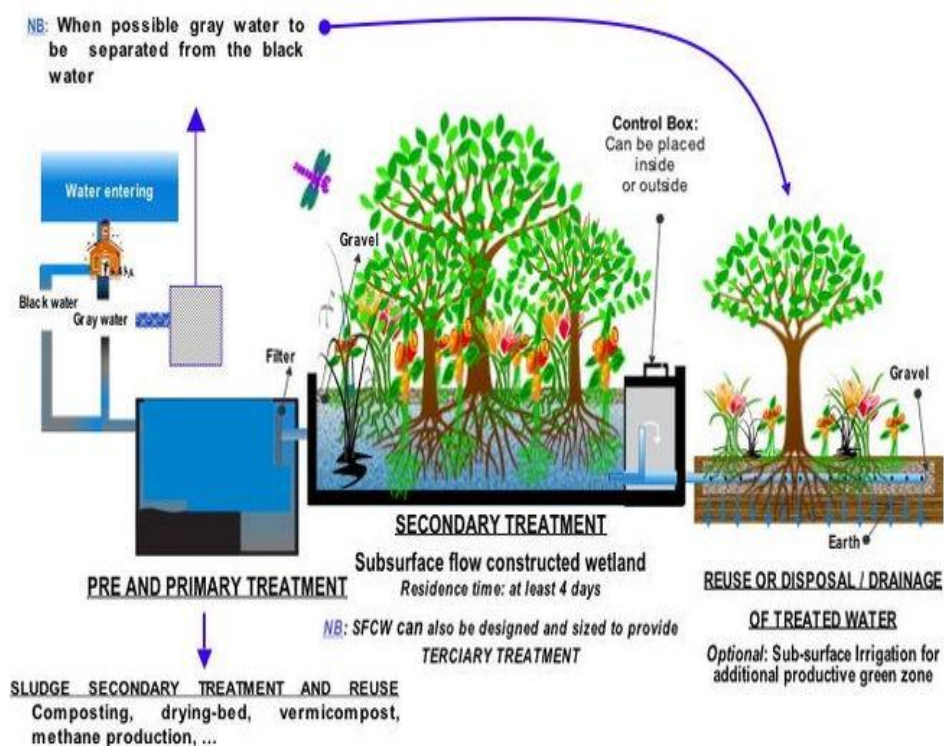 NB: When possible gray water to
be separated from the black
water
Control Box:
Can be placed
inside
or outside
Water entering
Gravel
Black water
Gray water
Filter
Gravel
Earth
SECONDARY TREATMENT
Subsurface flow constructed wetland
Residence time: at least 4 days
PRE AND PRIMARY TREATMENT
REUSE OR DISPOSAL / DRAINAGE
OF TREATED WATER
NB: SFCW can also be designed and sized to provide
TERCIARY TREATMENT
Optional: Sub-surface Irrigation for
additional productive green zone
SLUDGE SECONDARY TREATMENT AND REUSE
Composting, drying-bed, vermicompost,
methane production, ...